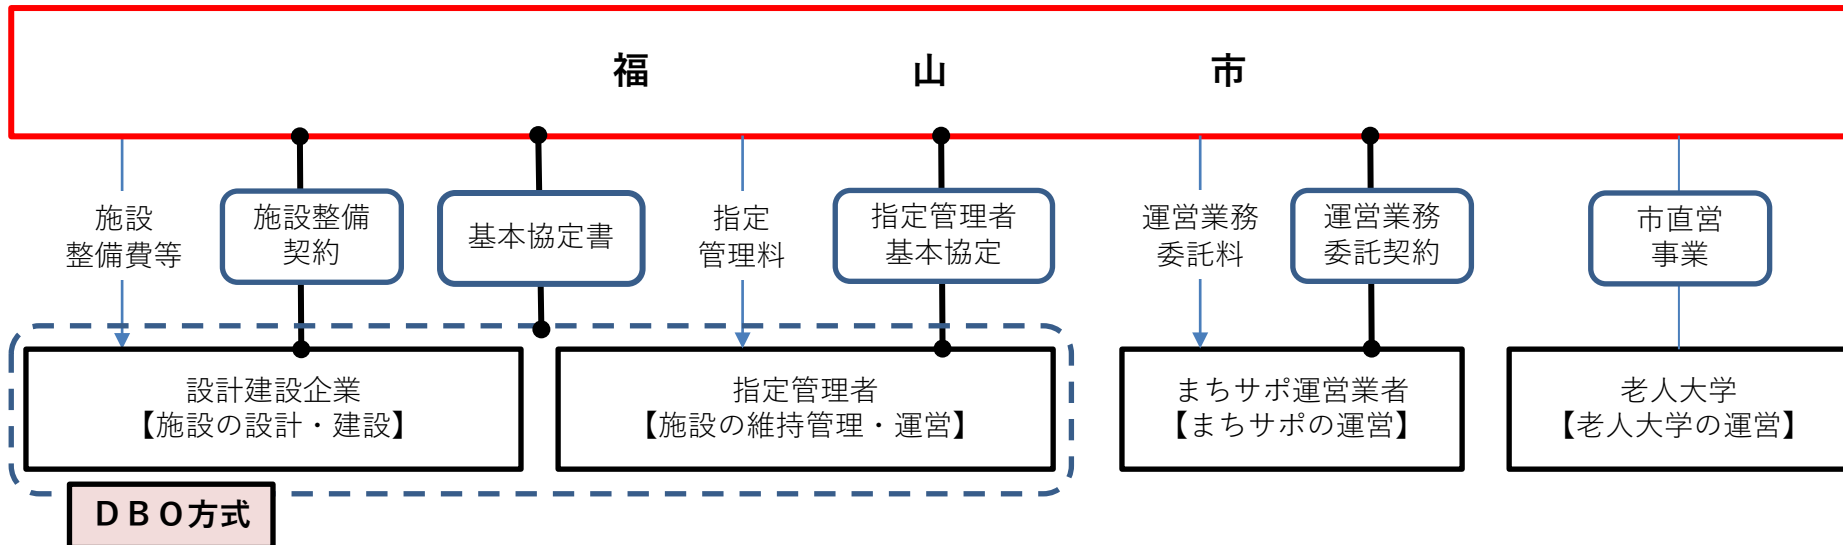 福山市
施設
整備費等
施設整備
契約
基本協定書
指定
管理料
指定管理者
基本協定
運営業務
委託料
運営業務
委託契約
市直営
事業
設計建設企業
【施設の設計・建設】
指定管理者
【施設の維持管理・運営】
まちサポ運営業者
【まちサポの運営】
老人大学
【老人大学の運営】
ＤＢＯ方式